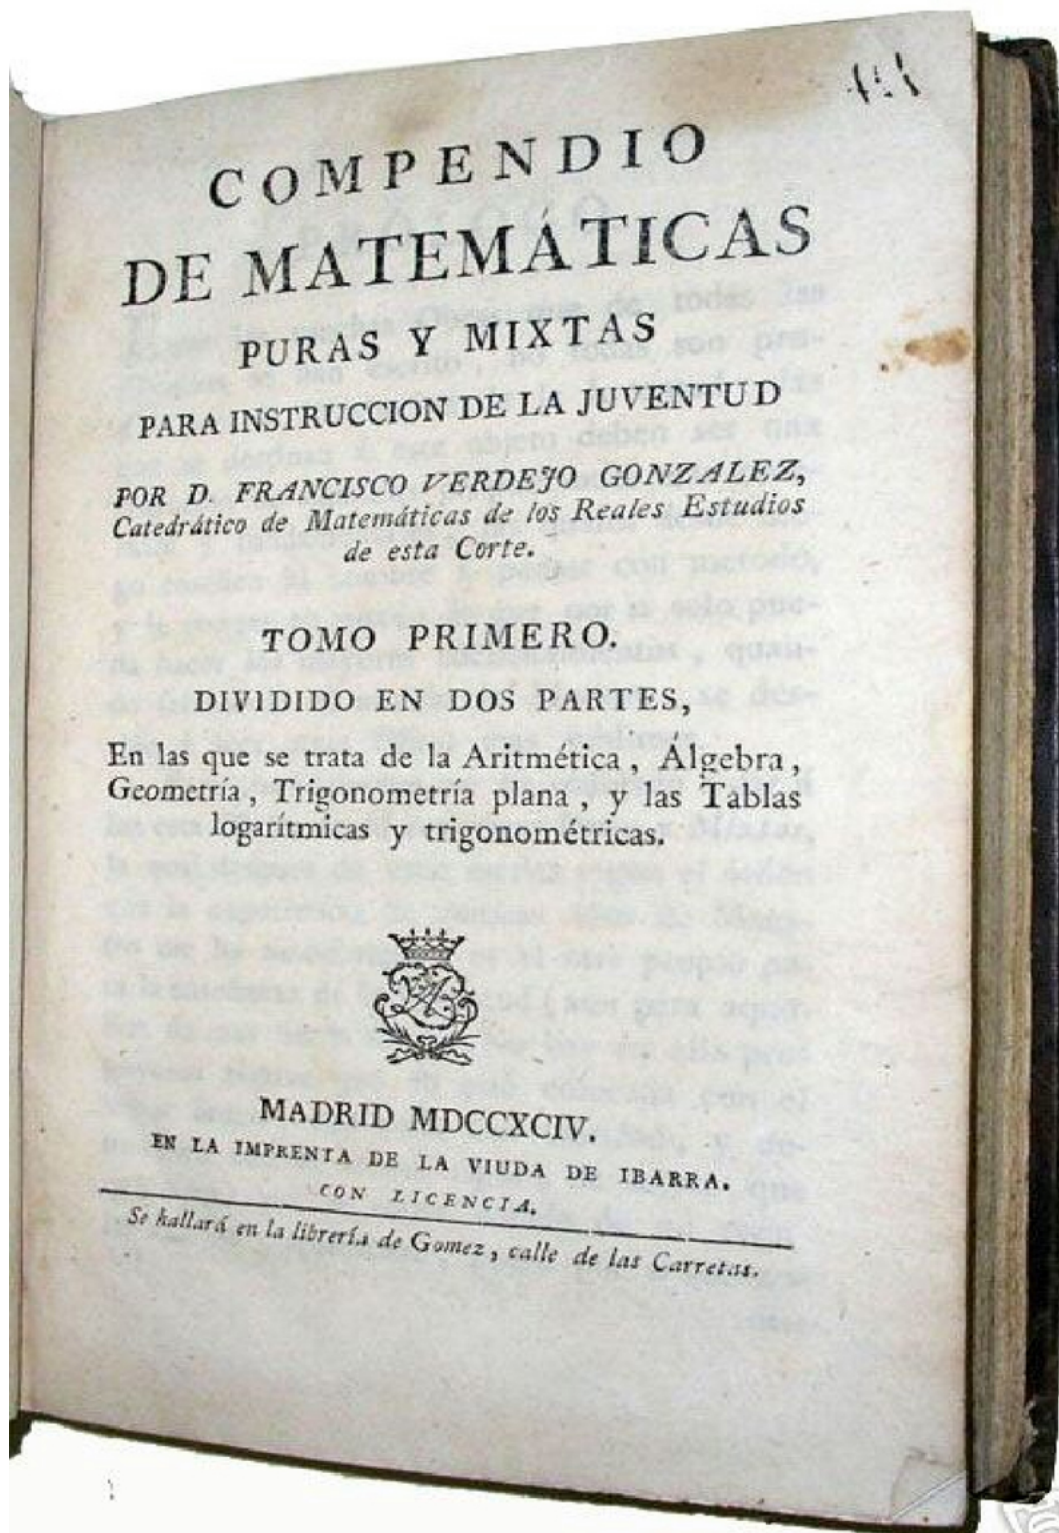 COMPENDIO
DE MATEMÁTICAS
PURAS Y MIXTAS
PARA INSTRUCCION DE LA JUVENTUD
POR D. FRANCISCO VERDEJO GONZALEZ,
Catedrático de Matemáticas de los Reales Estudios
de esta Corte.
TOMO PRIMERO.
DIVIDIDO EN DOS PARTES,
En las que se trata de la Aritmética, Álgebra,
Geometría, Trigonometría plana, y las Tablas
logarítmicas y trigonométricas.
MADRID MDCCXCIV.
EN LA IMPRENTA DE LA VIUDA DE IBARRA.
CON LICENCIA.
Se hallará en la librería de Gomez, calle de las Carretas.